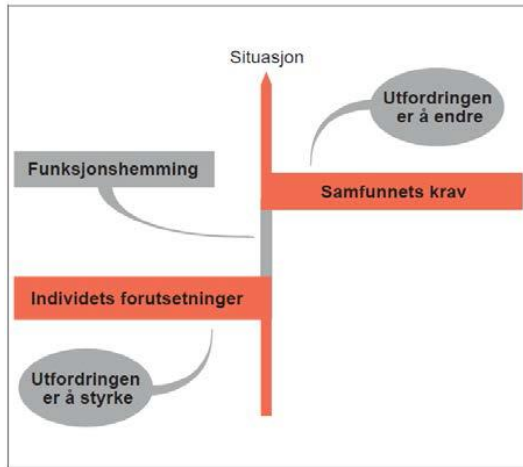 Situasjon
Utfordringen
er å endre
Funksjonshemming
Samfunnets krav
Individets forutsetninger
Utfordringen
er å styrke